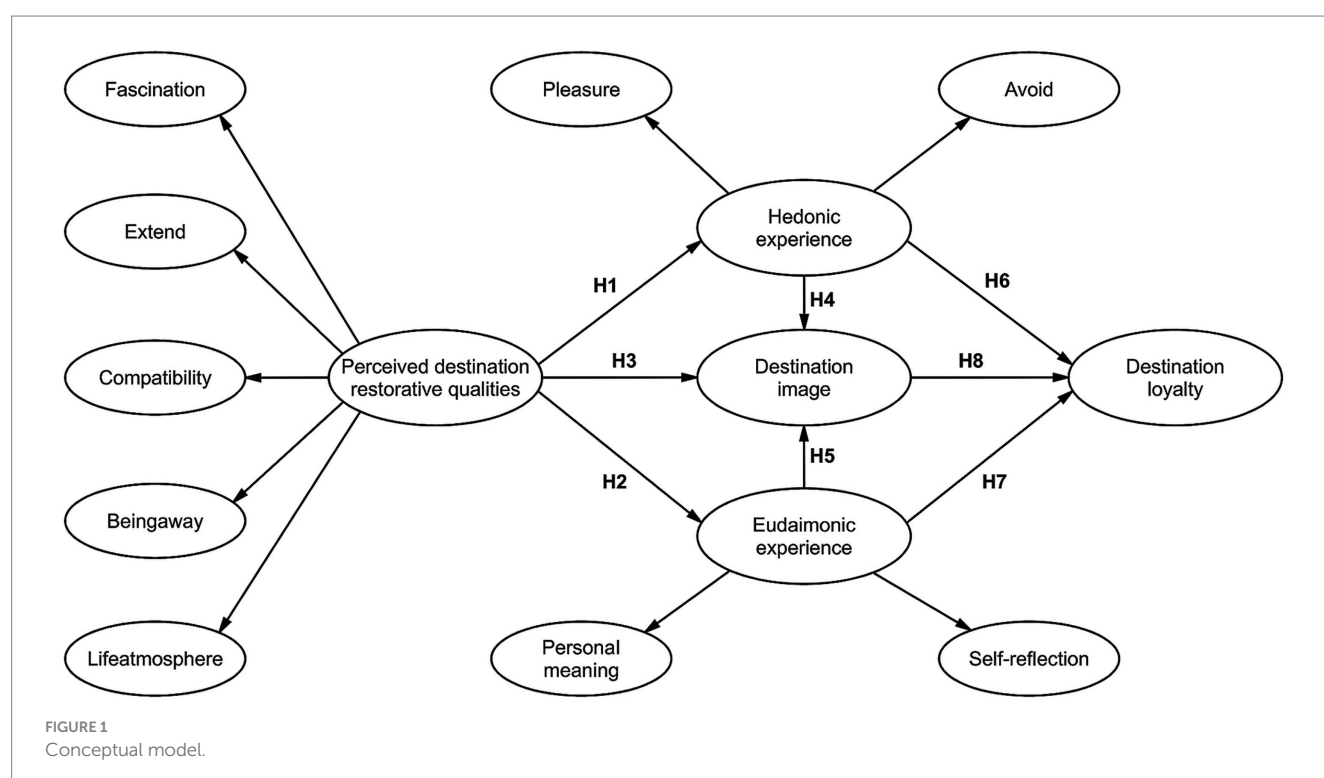 Fascination
Pleasure
Avoid
Extend
Hedonic
experience
H1
H4
H6
Compatibility
Perceived destination
restorative qualities
H3
Destination
image
H8
Destination
loyalty
H2
H5
H7
Beingaway
Eudaimonic
experience
Lifeatmosphere
Personal
meaning
Self-reflection
FIGURE 1
Conceptual model.